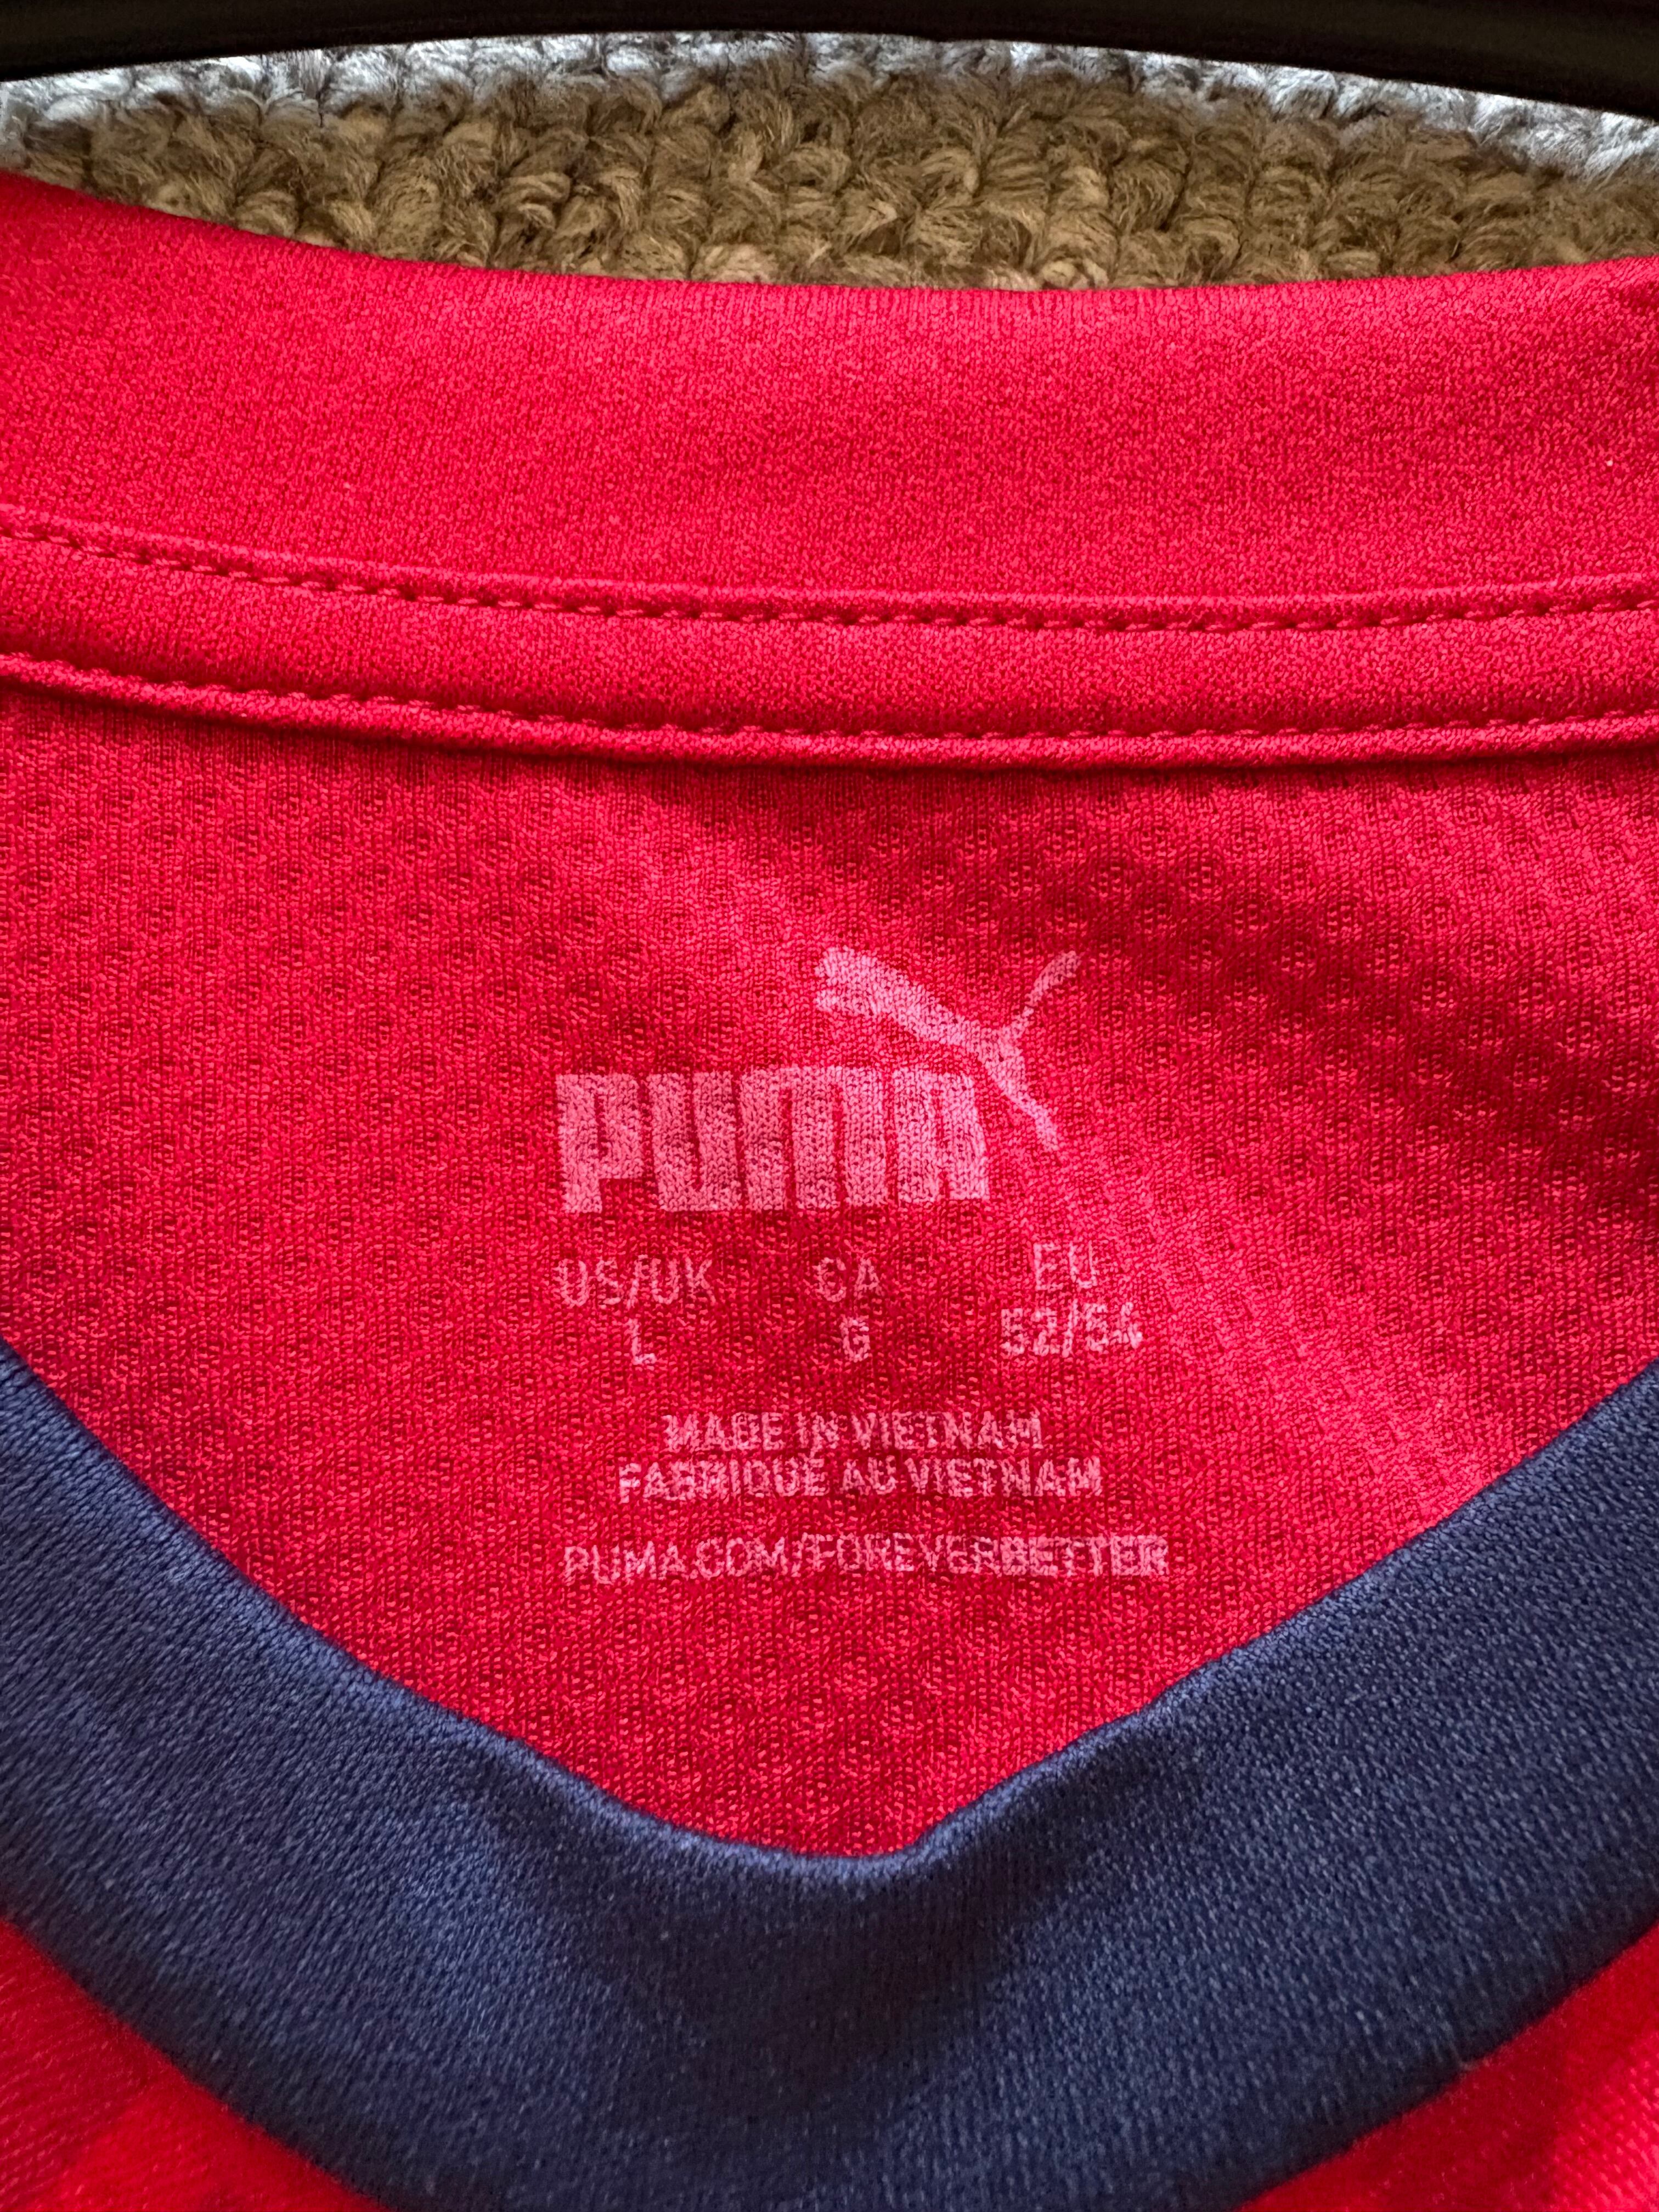 PUMA
US/UK CA EU
L G 52/54
MADE IN VIETNAM
FABRIQUÉ AU VIETNAM
PUMA.COM/FOREVERBETTER